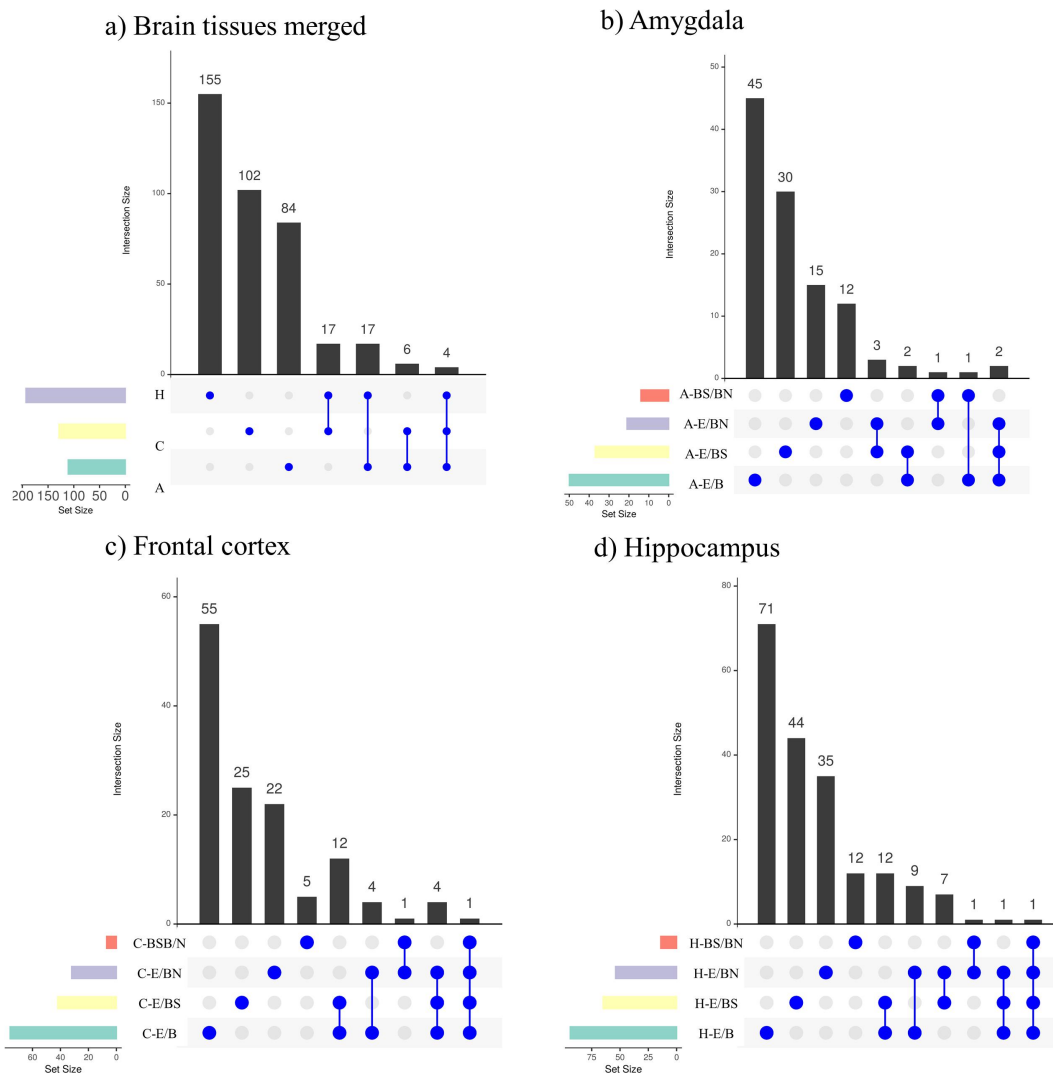 a) Brain tissues merged
155
102
84
17
17
6
4
150
100
50
0
Intersection Size
H
C
A
200 150 100 50 0
Set Size
b) Amygdala
45
30
15
12
3
2
1
1
2
50
40
30
20
10
0
Intersection Size
A-BS/BN
A-E/BN
A-E/BS
A-E/B
50 40 30 20 10 0
Set Size
c) Frontal cortex
55
25
22
5
12
4
1
4
1
60
40
20
0
Intersection Size
C-BSB/N
C-E/BN
C-E/BS
C-E/B
60 40 20 0
Set Size
d) Hippocampus
71
44
35
12
12
9
7
1
1
1
80
60
40
20
0
Intersection Size
H-BS/BN
H-E/BN
H-E/BS
H-E/B
75 50 25 0
Set Size